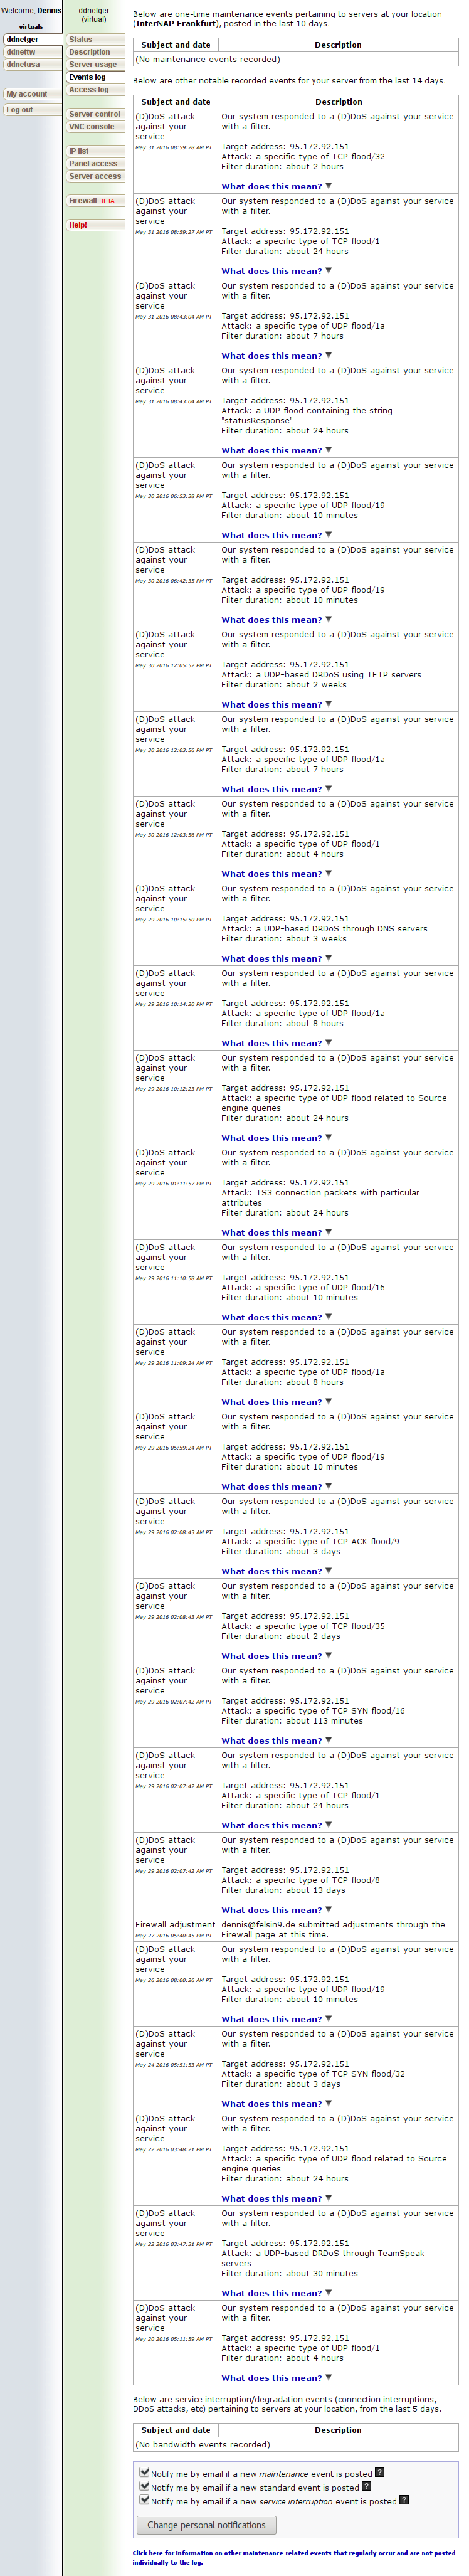 Welcome, Dennis
virtuals
ddnetger
ddnettw
ddnetusa
My account
Log out
ddnetger
(virtual)
Status
Description
Server usage
Events log
Access log
Server control
VNC console
IP list
Panel access
Server access
Firewall BETA
Help!
Below are one-time maintenance events pertaining to servers at your location
(InterNAP Frankfurt), posted in the last 10 days.
Subject and date Description
(No maintenance events recorded)
Below are other notable recorded events for your server from the last 14 days.
Subject and date Description
(D)DoS attack
against your
service
May 31 2016 08:59:28 AM PT
Our system responded to a (D)DoS against your service
with a filter.
Target address: 95.172.92.151
Attack:: a specific type of TCP flood/32
Filter duration: about 2 hours
What does this mean?
(D)DoS attack
against your
service
May 31 2016 08:59:27 AM PT
Our system responded to a (D)DoS against your service
with a filter.
Target address: 95.172.92.151
Attack:: a specific type of TCP flood/1
Filter duration: about 24 hours
What does this mean?
(D)DoS attack
against your
service
May 31 2016 08:43:04 AM PT
Our system responded to a (D)DoS against your service
with a filter.
Target address: 95.172.92.151
Attack:: a specific type of UDP flood/1a
Filter duration: about 7 hours
What does this mean?
(D)DoS attack
against your
service
May 31 2016 08:43:04 AM PT
Our system responded to a (D)DoS against your service
with a filter.
Target address: 95.172.92.151
Attack:: a UDP flood containing the string
"statusResponse"
Filter duration: about 24 hours
What does this mean?
(D)DoS attack
against your
service
May 30 2016 06:53:38 PM PT
Our system responded to a (D)DoS against your service
with a filter.
Target address: 95.172.92.151
Attack:: a specific type of UDP flood/19
Filter duration: about 10 minutes
What does this mean?
(D)DoS attack
against your
service
May 30 2016 06:42:35 PM PT
Our system responded to a (D)DoS against your service
with a filter.
Target address: 95.172.92.151
Attack:: a specific type of UDP flood/19
Filter duration: about 10 minutes
What does this mean?
(D)DoS attack
against your
service
May 30 2016 12:05:52 PM PT
Our system responded to a (D)DoS against your service
with a filter.
Target address: 95.172.92.151
Attack:: a UDP-based DRDoS using TFTP servers
Filter duration: about 2 weeks
What does this mean?
(D)DoS attack
against your
service
May 30 2016 12:03:56 PM PT
Our system responded to a (D)DoS against your service
with a filter.
Target address: 95.172.92.151
Attack:: a specific type of UDP flood/1a
Filter duration: about 7 hours
What does this mean?
(D)DoS attack
against your
service
May 30 2016 12:03:56 PM PT
Our system responded to a (D)DoS against your service
with a filter.
Target address: 95.172.92.151
Attack:: a specific type of UDP flood/1
Filter duration: about 4 hours
What does this mean?
(D)DoS attack
against your
service
May 29 2016 10:15:50 PM PT
Our system responded to a (D)DoS against your service
with a filter.
Target address: 95.172.92.151
Attack:: a UDP-based DRDoS through DNS servers
Filter duration: about 3 weeks
What does this mean?
(D)DoS attack
against your
service
May 29 2016 10:14:20 PM PT
Our system responded to a (D)DoS against your service
with a filter.
Target address: 95.172.92.151
Attack:: a specific type of UDP flood/1a
Filter duration: about 8 hours
What does this mean?
(D)DoS attack
against your
service
May 29 2016 10:12:23 PM PT
Our system responded to a (D)DoS against your service
with a filter.
Target address: 95.172.92.151
Attack:: a specific type of UDP flood related to Source
engine queries
Filter duration: about 24 hours
What does this mean?
(D)DoS attack
against your
service
May 29 2016 01:11:57 PM PT
Our system responded to a (D)DoS against your service
with a filter.
Target address: 95.172.92.151
Attack:: TS3 connection packets with particular
attributes
Filter duration: about 24 hours
What does this mean?
(D)DoS attack
against your
service
May 29 2016 11:10:58 AM PT
Our system responded to a (D)DoS against your service
with a filter.
Target address: 95.172.92.151
Attack:: a specific type of UDP flood/16
Filter duration: about 10 minutes
What does this mean?
(D)DoS attack
against your
service
May 29 2016 11:09:24 AM PT
Our system responded to a (D)DoS against your service
with a filter.
Target address: 95.172.92.151
Attack:: a specific type of UDP flood/1a
Filter duration: about 8 hours
What does this mean?
(D)DoS attack
against your
service
May 29 2016 05:59:24 AM PT
Our system responded to a (D)DoS against your service
with a filter.
Target address: 95.172.92.151
Attack:: a specific type of UDP flood/19
Filter duration: about 10 minutes
What does this mean?
(D)DoS attack
against your
service
May 29 2016 02:08:43 AM PT
Our system responded to a (D)DoS against your service
with a filter.
Target address: 95.172.92.151
Attack:: a specific type of TCP ACK flood/9
Filter duration: about 3 days
What does this mean?
(D)DoS attack
against your
service
May 29 2016 02:08:43 AM PT
Our system responded to a (D)DoS against your service
with a filter.
Target address: 95.172.92.151
Attack:: a specific type of TCP flood/35
Filter duration: about 2 days
What does this mean?
(D)DoS attack
against your
service
May 29 2016 02:07:42 AM PT
Our system responded to a (D)DoS against your service
with a filter.
Target address: 95.172.92.151
Attack:: a specific type of TCP SYN flood/16
Filter duration: about 113 minutes
What does this mean?
(D)DoS attack
against your
service
May 29 2016 02:07:42 AM PT
Our system responded to a (D)DoS against your service
with a filter.
Target address: 95.172.92.151
Attack:: a specific type of TCP flood/1
Filter duration: about 24 hours
What does this mean?
(D)DoS attack
against your
service
May 29 2016 02:07:42 AM PT
Our system responded to a (D)DoS against your service
with a filter.
Target address: 95.172.92.151
Attack:: a specific type of TCP flood/8
Filter duration: about 13 days
What does this mean?
Firewall adjustment
May 27 2016 05:40:45 PM PT
dennis@felsin9.de submitted adjustments through the
Firewall page at this time.
(D)DoS attack
against your
service
May 26 2016 08:00:26 AM PT
Our system responded to a (D)DoS against your service
with a filter.
Target address: 95.172.92.151
Attack:: a specific type of UDP flood/19
Filter duration: about 10 minutes
What does this mean?
(D)DoS attack
against your
service
May 24 2016 05:51:53 AM PT
Our system responded to a (D)DoS against your service
with a filter.
Target address: 95.172.92.151
Attack:: a specific type of TCP SYN flood/32
Filter duration: about 3 days
What does this mean?
(D)DoS attack
against your
service
May 22 2016 03:48:21 PM PT
Our system responded to a (D)DoS against your service
with a filter.
Target address: 95.172.92.151
Attack:: a specific type of UDP flood related to Source
engine queries
Filter duration: about 24 hours
What does this mean?
(D)DoS attack
against your
service
May 22 2016 03:47:31 PM PT
Our system responded to a (D)DoS against your service
with a filter.
Target address: 95.172.92.151
Attack:: a UDP-based DRDoS through TeamSpeak
servers
Filter duration: about 30 minutes
What does this mean?
(D)DoS attack
against your
service
May 20 2016 05:11:59 AM PT
Our system responded to a (D)DoS against your service
with a filter.
Target address: 95.172.92.151
Attack:: a specific type of UDP flood/1
Filter duration: about 4 hours
What does this mean?
Below are service interruption/degradation events (connection interruptions,
DDoS attacks, etc) pertaining to servers at your location, from the last 5 days.
Subject and date Description
(No bandwidth events recorded)
Notify me by email if a new maintenance event is posted ?
Notify me by email if a new standard event is posted ?
Notify me by email if a new service interruption event is posted ?
Change personal notifications
Click here for information on other maintenance-related events that regularly occur and are not posted
individually to the log.